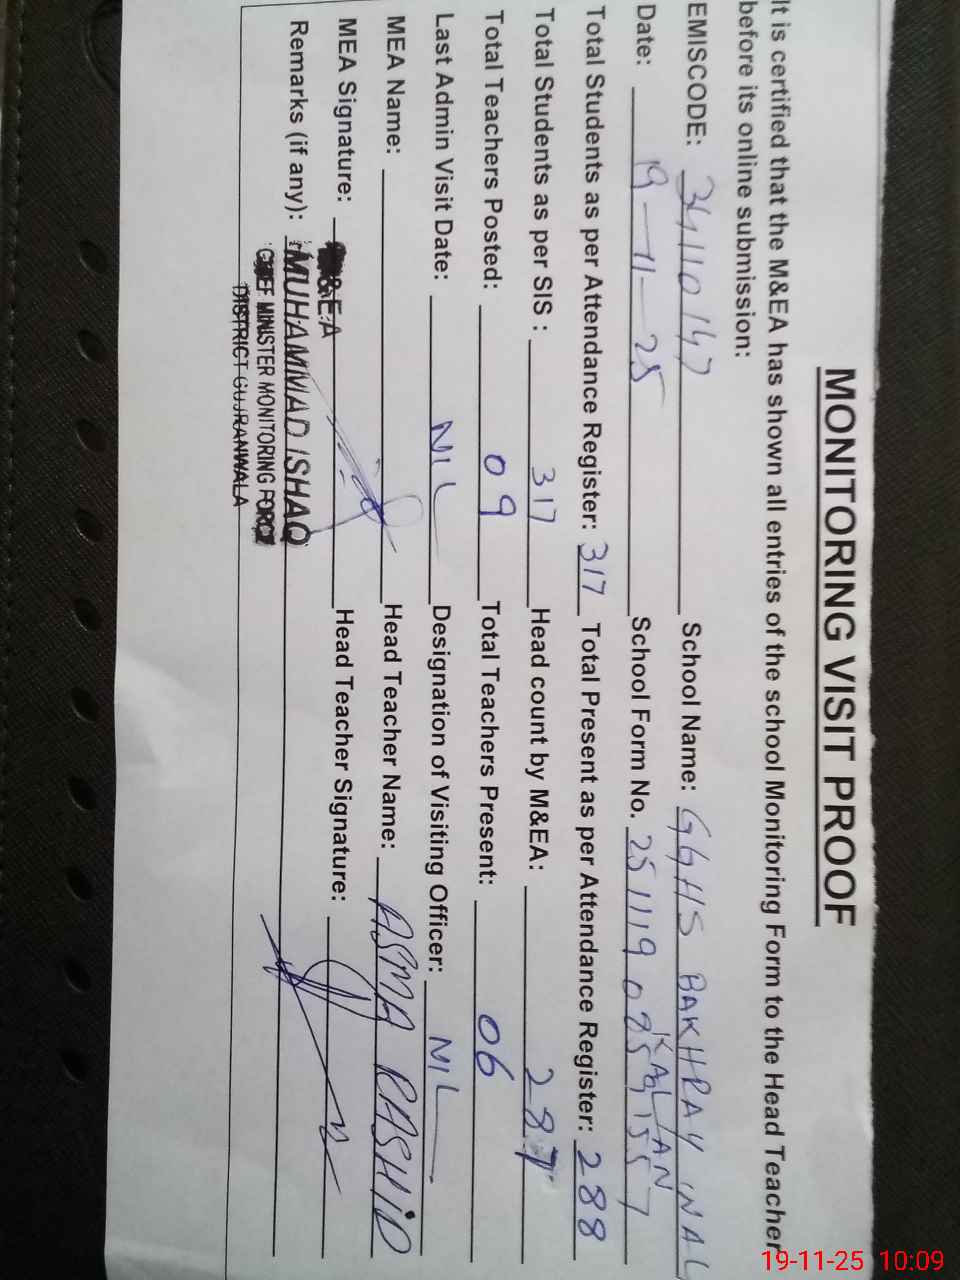 MONITORING VISIT PROOF
It is certified that the M&EA has shown all entries of the school Monitoring Form to the Head Teacher
before its online submission:
EMISCODE: 34110147 School Name: GGHS BAKHRAY WALI
KALIAN
Date: 19-11-25 School Form No.
Total Students as per Attendance Register: 317 Total Present as per Attendance Register: 288
Total Students as per SIS : 317 Head count by M&EA: 287
Total Teachers Posted: 09 Total Teachers Present: 06
Last Admin Visit Date: NIL Designation of Visiting Officer: NIL
MEA Name: Head Teacher Name: ASMA RASHID
MEA Signature: Head Teacher Signature:
M&E.A
Remarks (if any): MUHAMMAD ISHAQ
CHIEF MINISTER MONITORING FORCE
DISTRICT GUJRANWALA
19-11-25 10:09